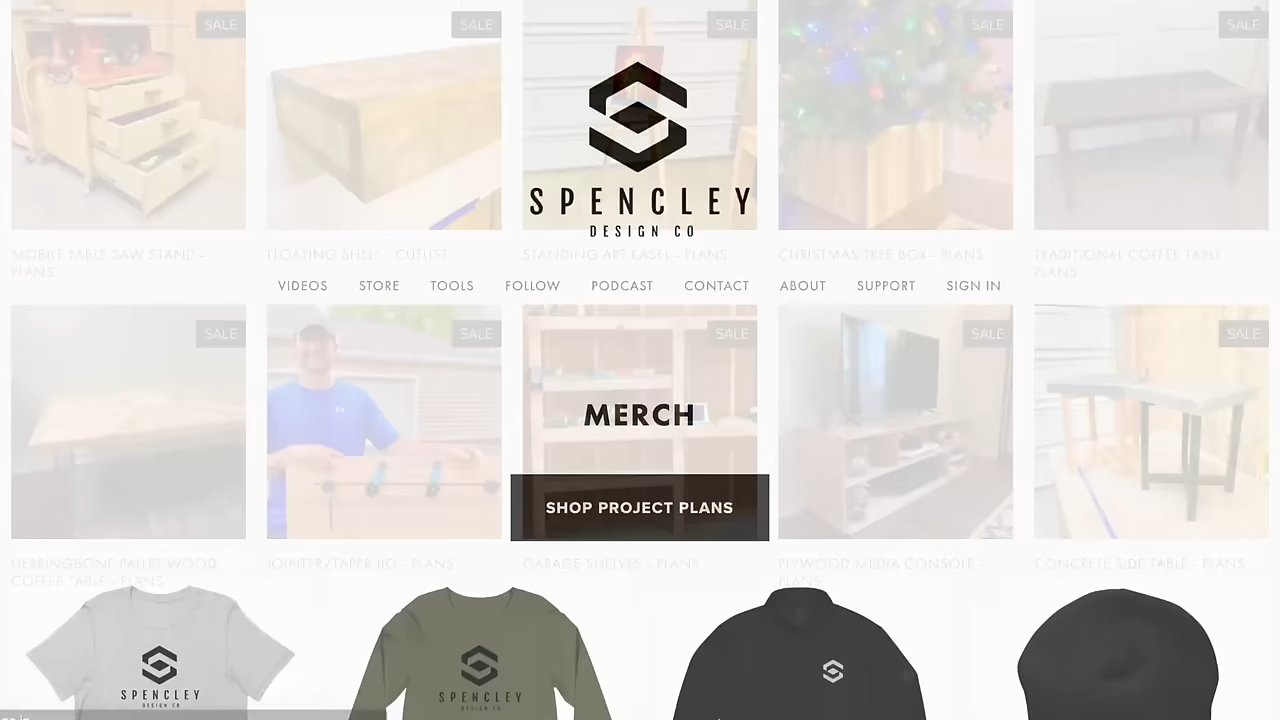 SALE
SALE
SALE
SALE
SALE
SPENCLEY
DESIGN CO
MOBILE TABLE SAW STAND -
PLANS
FLOATING SHELF - CUTLIST
STANDING ART EASEL - PLANS
CHRISTMAS TREE BOX - PLANS
TRADITIONAL COFFEE TABLE
PLANS
VIDEOS STORE TOOLS FOLLOW PODCAST CONTACT ABOUT SUPPORT SIGN IN
SALE
SALE
SALE
SALE
MERCH
SHOP PROJECT PLANS
HERRINGBONE PALLET WOOD
COFFEE TABLE - PLANS
JOINTER/TAPER JIG - PLANS
GARAGE SHELVES - PLANS
PLYWOOD MEDIA CONSOLE -
PLANS
CONCRETE SIDE TABLE - PLANS
SPENCLEY
DESIGN CO
SPENCLEY
DESIGN CO